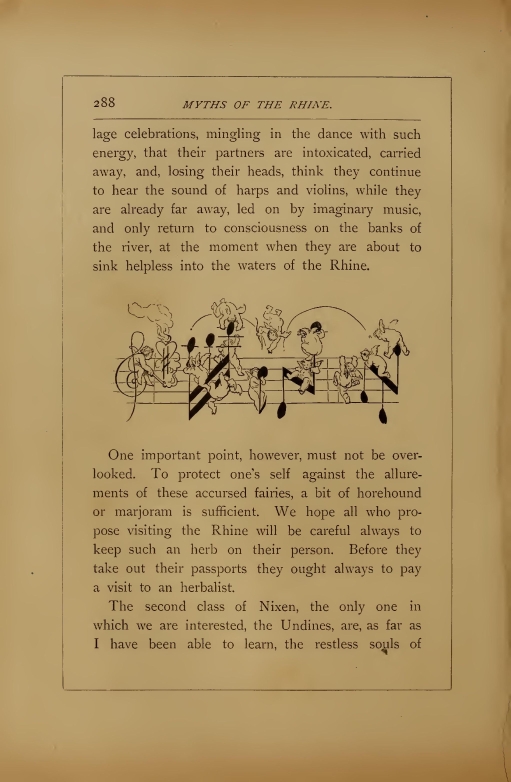 288
MYTHS OF THE RHINE.
lage celebrations, mingling in the dance with such
energy, that their partners are intoxicated, carried
away, and, losing their heads, think they continue
to hear the sound of harps and violins, while they
are already far away, led on by imaginary music,
and only return to consciousness on the banks of
the river, at the moment when they are about to
sink helpless into the waters of the Rhine.
One important point, however, must not be over-
looked. To protect one's self against the allure-
ments of these accursed fairies, a bit of horehound
or marjoram is sufficient. We hope all who pro-
pose visiting the Rhine will be careful always to
keep such an herb on their person. Before they
take out their passports they ought always to pay
a visit to an herbalist.
The second class of Nixen, the only one in
which we are interested, the Undines, are, as far as
I have been able to learn, the restless souls of